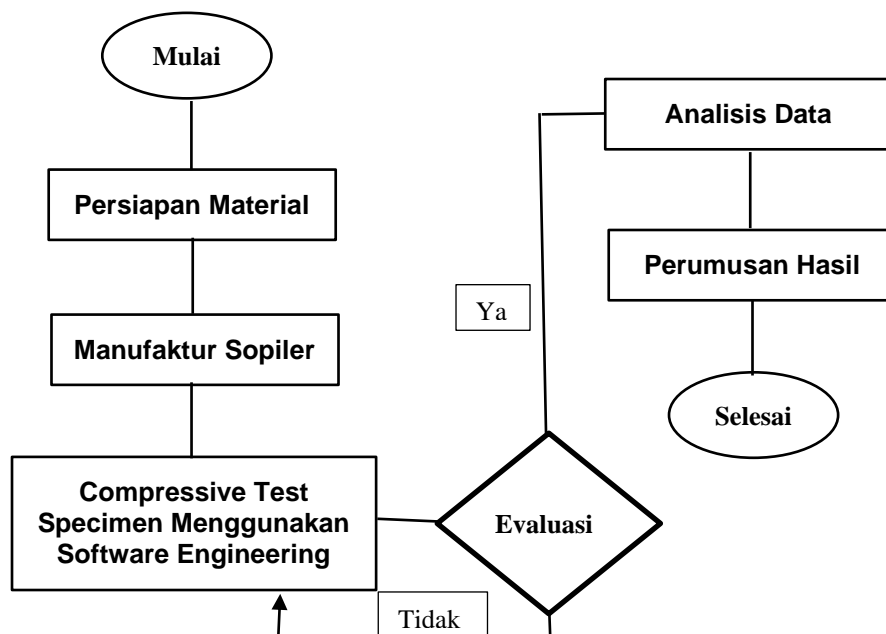 Mulai
Persiapan Material
Manufaktur Sopiler
Compressive Test
Specimen Menggunakan
Software Engineering
Evaluasi
Tidak
Ya
Analisis Data
Perumusan Hasil
Selesai